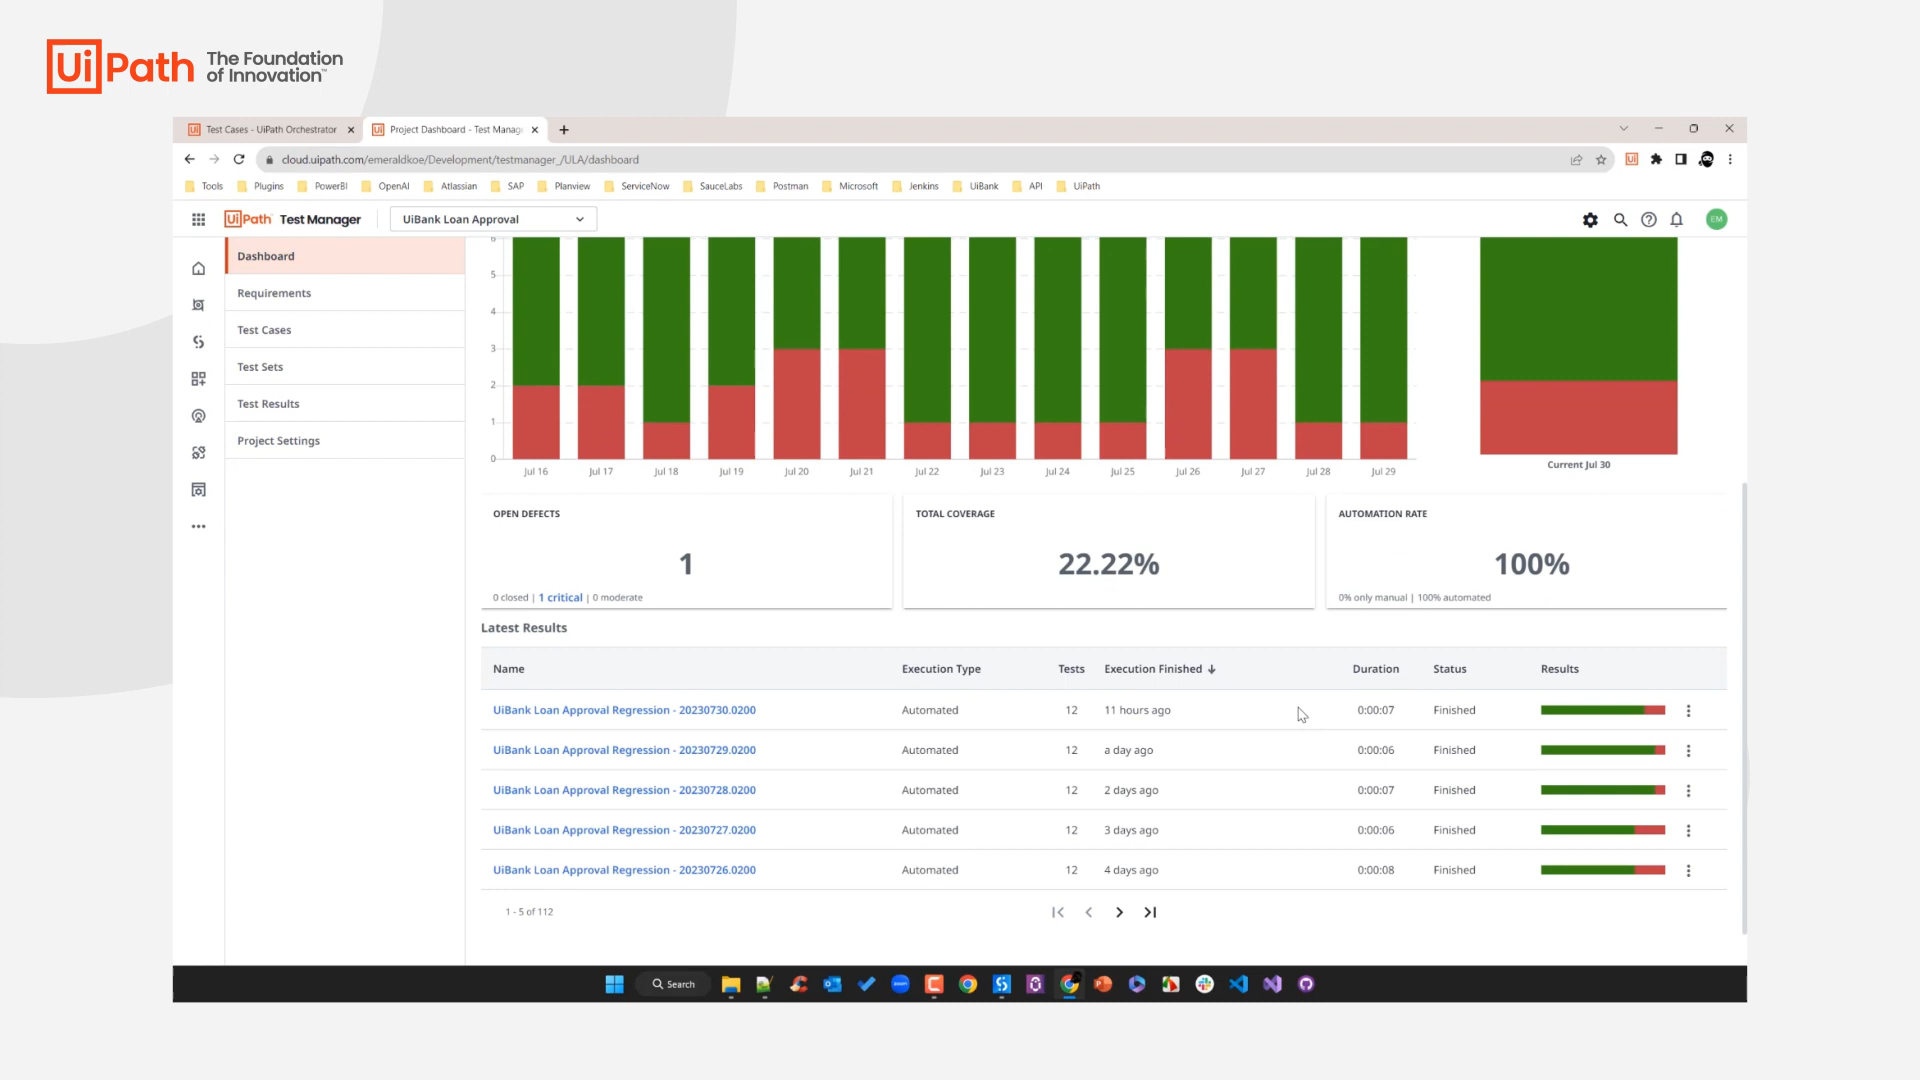 UiPath The Foundation of Innovation™
Test Cases - UiPath Orchestrator
Project Dashboard - Test Manag
cloud.uipath.com/emeraldkoe/Development/testmanager_/ULA/dashboard
Tools Plugins PowerBI OpenAI Atlassian SAP Planview ServiceNow SauceLabs Postman Microsoft Jenkins UiBank API UiPath
UiPath Test Manager UiBank Loan Approval EM
Dashboard
Requirements
Test Cases
Test Sets
Test Results
Project Settings
6
5
4
3
2
1
0
Jul 16 Jul 17 Jul 18 Jul 19 Jul 20 Jul 21 Jul 22 Jul 23 Jul 24 Jul 25 Jul 26 Jul 27 Jul 28 Jul 29
Current Jul 30
OPEN DEFECTS
1
0 closed | 1 critical | 0 moderate
TOTAL COVERAGE
22.22%
AUTOMATION RATE
100%
0% only manual | 100% automated
Latest Results
Name Execution Type Tests Execution Finished Duration Status Results
UiBank Loan Approval Regression - 20230730.0200 Automated 12 11 hours ago 0:00:07 Finished
UiBank Loan Approval Regression - 20230729.0200 Automated 12 a day ago 0:00:06 Finished
UiBank Loan Approval Regression - 20230728.0200 Automated 12 2 days ago 0:00:07 Finished
UiBank Loan Approval Regression - 20230727.0200 Automated 12 3 days ago 0:00:06 Finished
UiBank Loan Approval Regression - 20230726.0200 Automated 12 4 days ago 0:00:08 Finished
1 - 5 of 112
Search